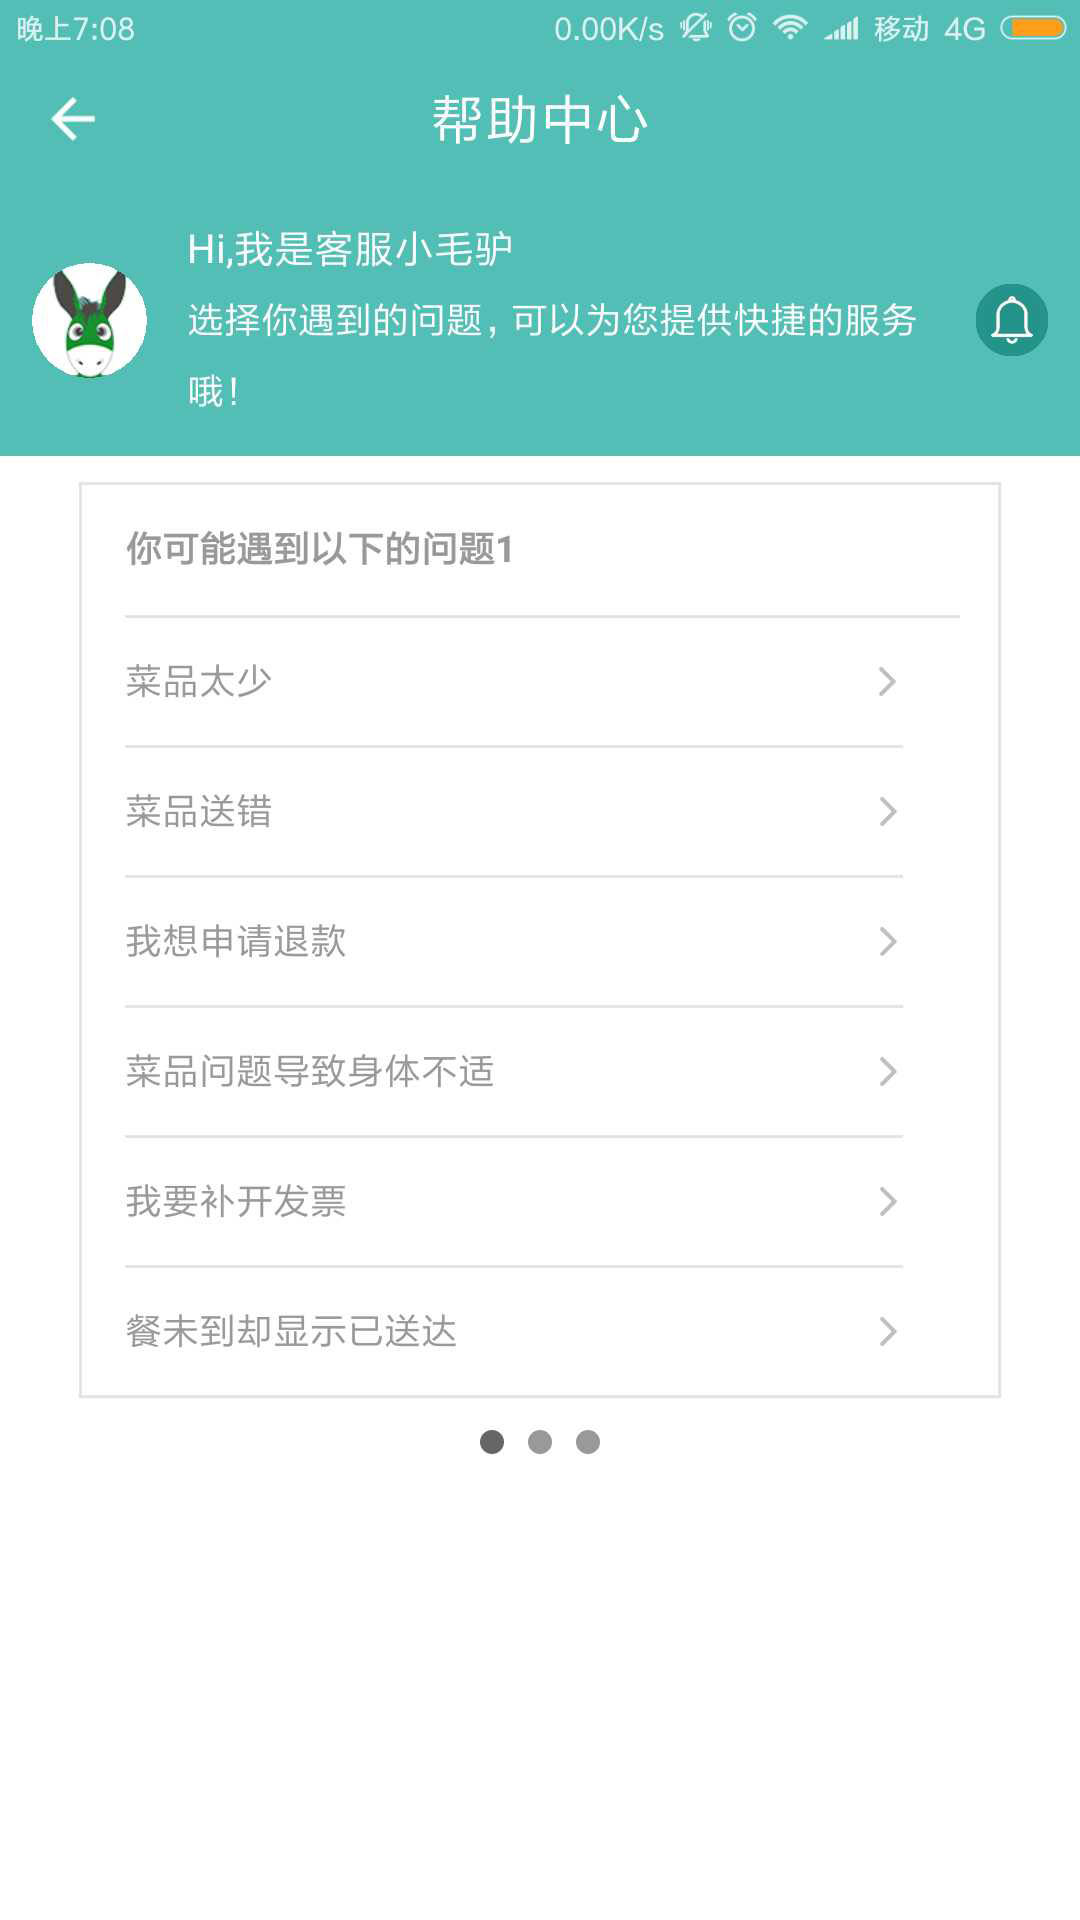 晚上7:08
0.00K/s 移动 4G
帮助中心
Hi,我是客服小毛驴
选择你遇到的问题，可以为您提供快捷的服务
哦！
你可能遇到以下的问题1
菜品太少
菜品送错
我想申请退款
菜品问题导致身体不适
我要补开发票
餐未到却显示已送达